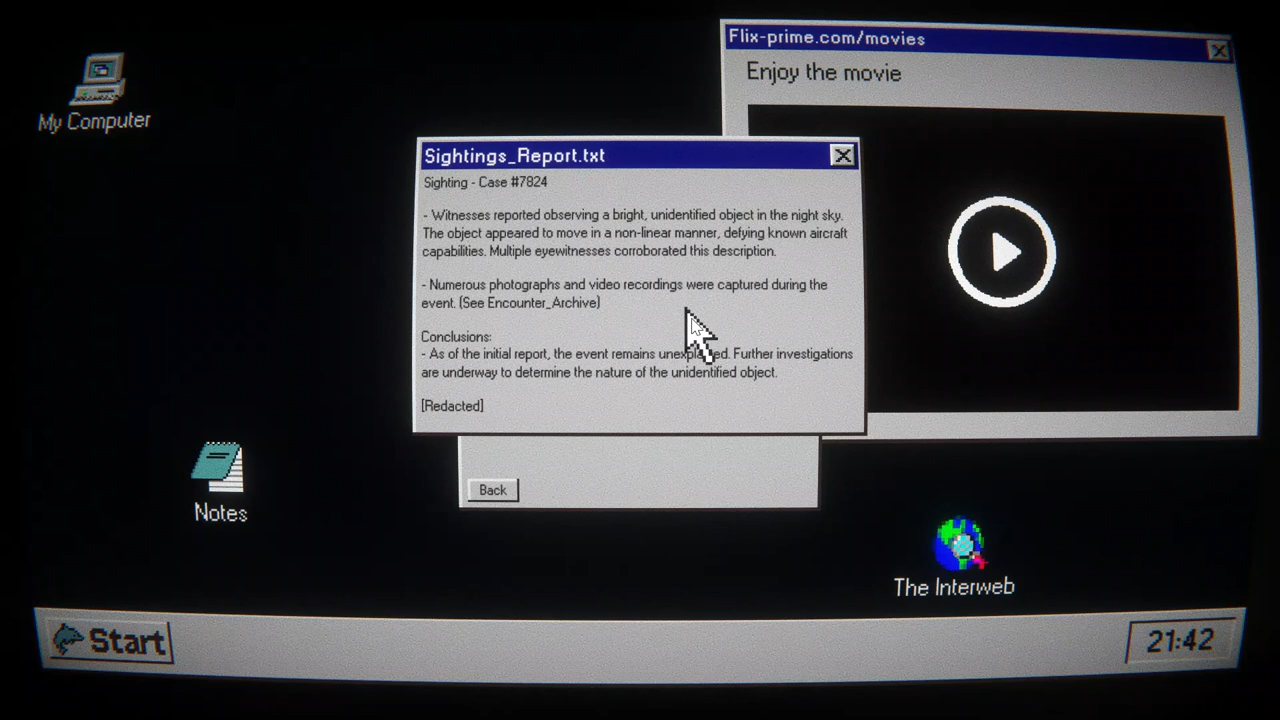 My Computer
Flix-prime.com/movies
Enjoy the movie
Sightings_Report.txt
Sighting - Case #7824
- Witnesses reported observing a bright, unidentified object in the night sky.
The object appeared to move in a non-linear manner, defying known aircraft
capabilities. Multiple eyewitnesses corroborated this description.
- Numerous photographs and video recordings were captured during the
event. (See Encounter_Archive)
Conclusions:
- As of the initial report, the event remains unexplained. Further investigations
are underway to determine the nature of the unidentified object.
[Redacted]
Back
Notes
The Interweb
Start
21:42